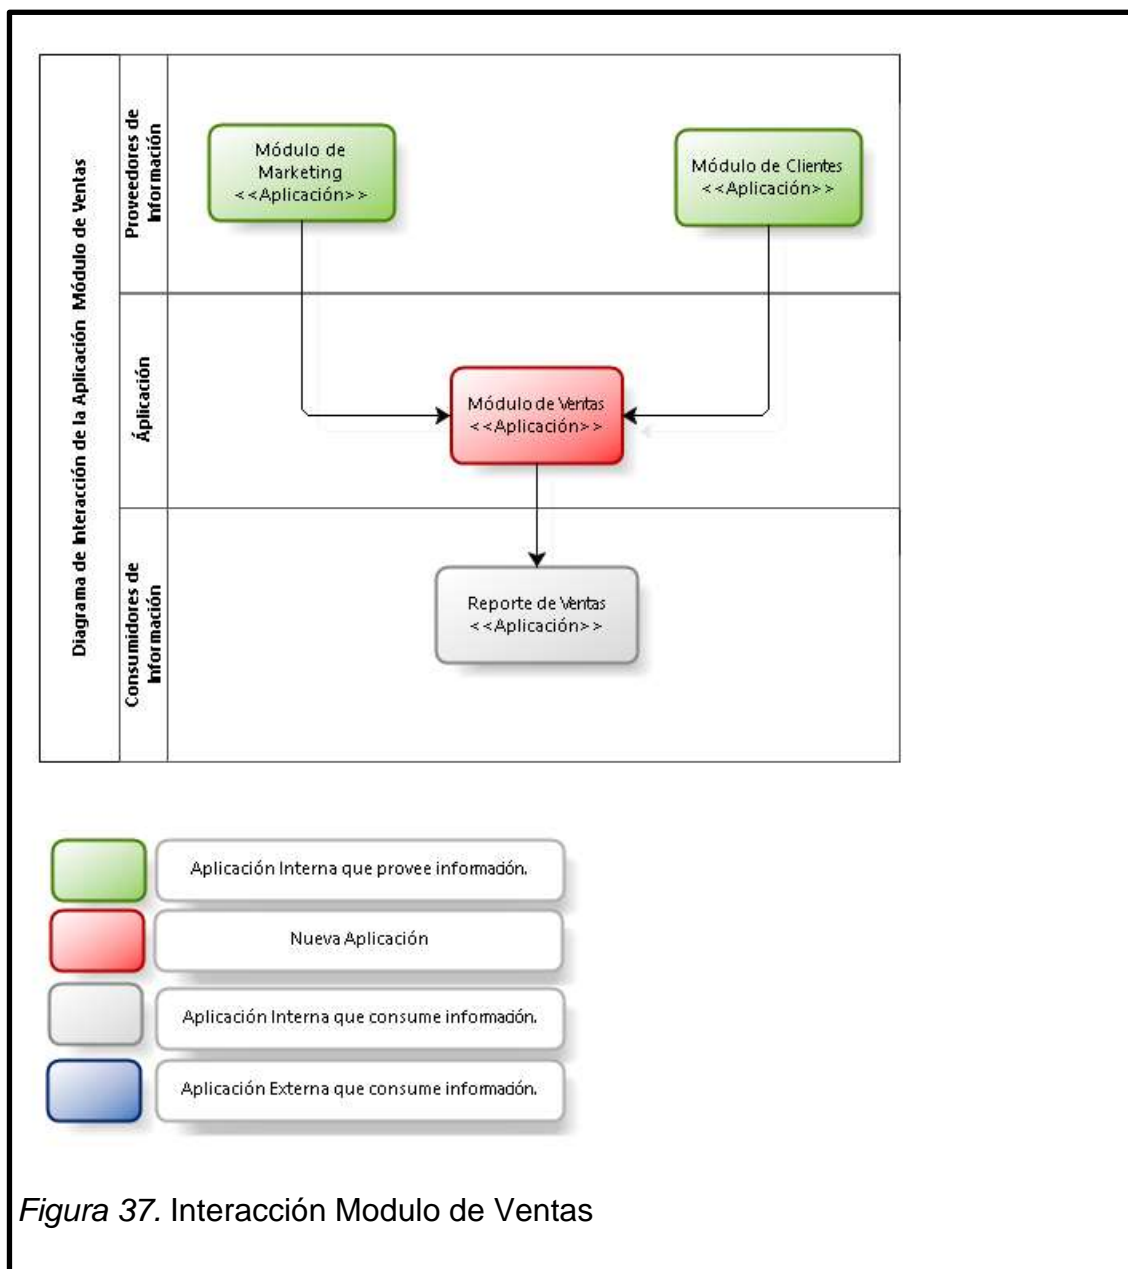 Diagrama de Interacción de la Aplicación Módulo de Ventas
Proveedores de
Información
Módulo de
Marketing
<<Aplicación>>
Módulo de Clientes
<<Aplicación>>
Áplicación
Módulo de Ventas
<<Aplicación>>
Consumidores de
Información
Reporte de Ventas
<<Aplicación>>
Aplicación Interna que provee información.
Nueva Aplicación
Aplicación Interna que consume información.
Aplicación Externa que consume información.
Figura 37. Interacción Modulo de Ventas